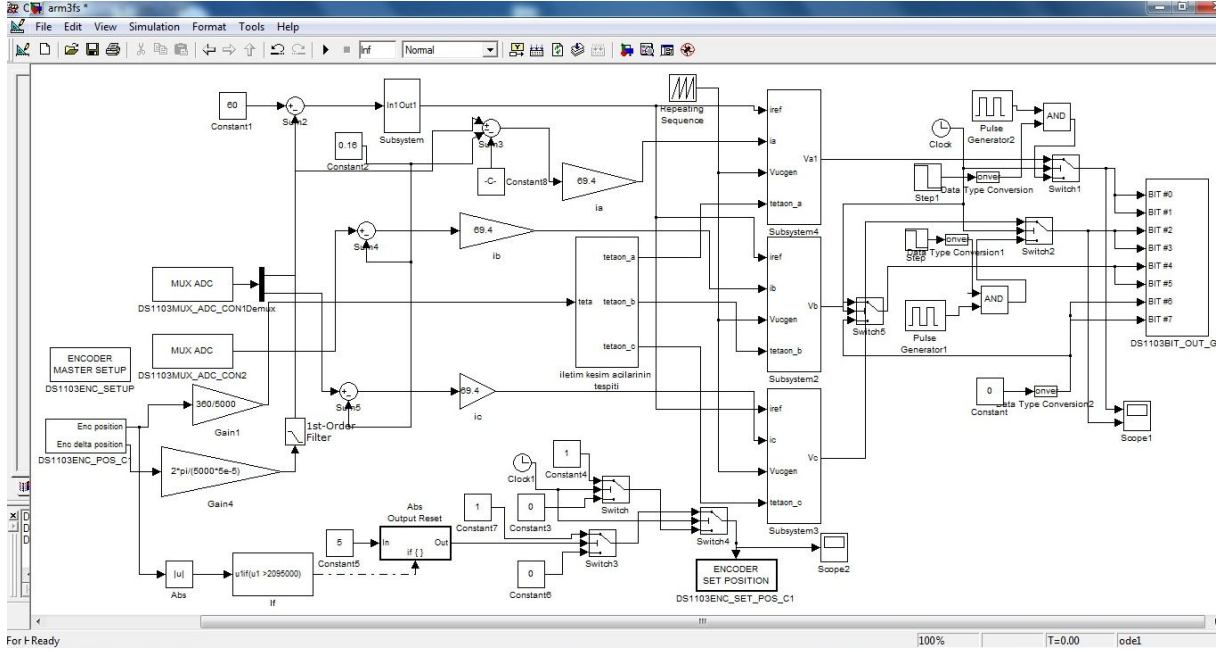 arm3fs *
File Edit View Simulation Format Tools Help
Inf Normal
60
Constant1
Sum2
In1Out1
Subsystem
0.16
Constant2
Sum3
-C-
Constant8
69.4
ia
Repeating
Sequence
iref
ia
Vucgen
tetaon_a
Va1
Subsystem4
Clock
Pulse
Generator2
AND
Step1
Data Type Conversion
Switch1
Sum4
69.4
ib
tetaon_a
teta
tetaon_b
tetaon_c
iletim kesim acilarinin
tespiti
iref
ib
Vucgen
tetaon_b
Vb
Subsystem2
Switch5
Step
Data Type Conversion1
Switch2
AND
Pulse
Generator1
BIT #0
BIT #1
BIT #2
BIT #3
BIT #4
BIT #5
BIT #6
BIT #7
DS1103BIT_OUT_G
MUX ADC
DS1103MUX_ADC_CON1
Demux
MUX ADC
DS1103MUX_ADC_CON2
ENCODER
MASTER SETUP
DS1103ENC_SETUP
360/5000
Gain1
Sum5
69.4
ic
iref
ic
Vucgen
tetaon_c
Vc
Subsystem3
0
Constant
Data Type Conversion2
Scope1
Enc position
Enc delta position
DS1103ENC_POS_C1
1st-Order
Filter
2*pi/(5000*5e-5)
Gain4
Clock1
1
Constant4
0
Constant3
Switch
1
Constant7
Switch4
Abs
Output Reset
In
Out
if { }
5
Constant5
Switch3
0
Constant6
|u|
Abs
u1if(u1 >2095000)
If
ENCODER
SET POSITION
DS1103ENC_SET_POS_C1
Scope2
Ready
100%
T=0.00
ode1